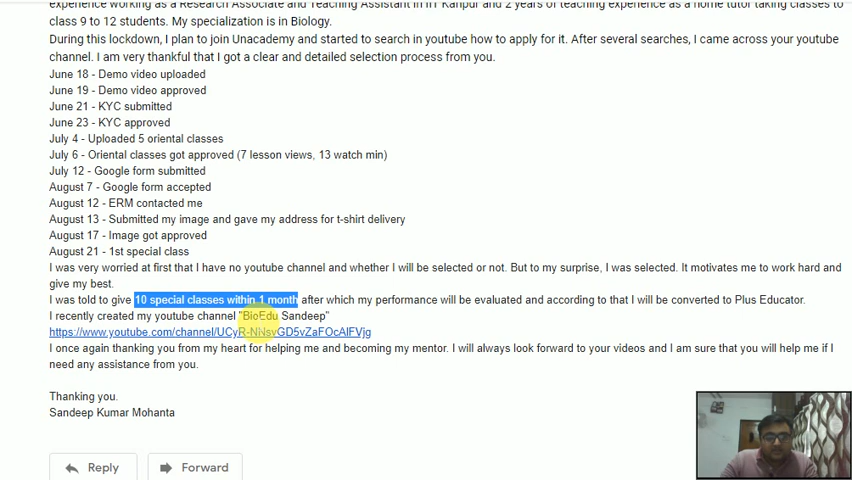 experience working as a Research Associate and Teaching Assistant in IIT Kanpur and 2 years of teaching experience as a home tutor taking classes to
class 9 to 12 students. My specialization is in Biology.
During this lockdown, I plan to join Unacademy and started to search in youtube how to apply for it. After several searches, I came across your youtube
channel. I am very thankful that I got a clear and detailed selection process from you.
June 18 - Demo video uploaded
June 19 - Demo video approved
June 21 - KYC submitted
June 23 - KYC approved
July 4 - Uploaded 5 oriental classes
July 6 - Oriental classes got approved (7 lesson views, 13 watch min)
July 12 - Google form submitted
August 7 - Google form accepted
August 12 - ERM contacted me
August 13 - Submitted my image and gave my address for t-shirt delivery
August 17 - Image got approved
August 21 - 1st special class
I was very worried at first that I have no youtube channel and whether I will be selected or not. But to my surprise, I was selected. It motivates me to work hard and
give my best.
I was told to give 10 special classes within 1 month after which my performance will be evaluated and according to that I will be converted to Plus Educator.
I recently created my youtube channel "BioEdu Sandeep"
https://www.youtube.com/channel/UCyR-NNsvGD5vZaFOcAlFVjg
I once again thanking you from my heart for helping me and becoming my mentor. I will always look forward to your videos and I am sure that you will help me if I
need any assistance from you.
Thanking you.
Sandeep Kumar Mohanta
Reply Forward